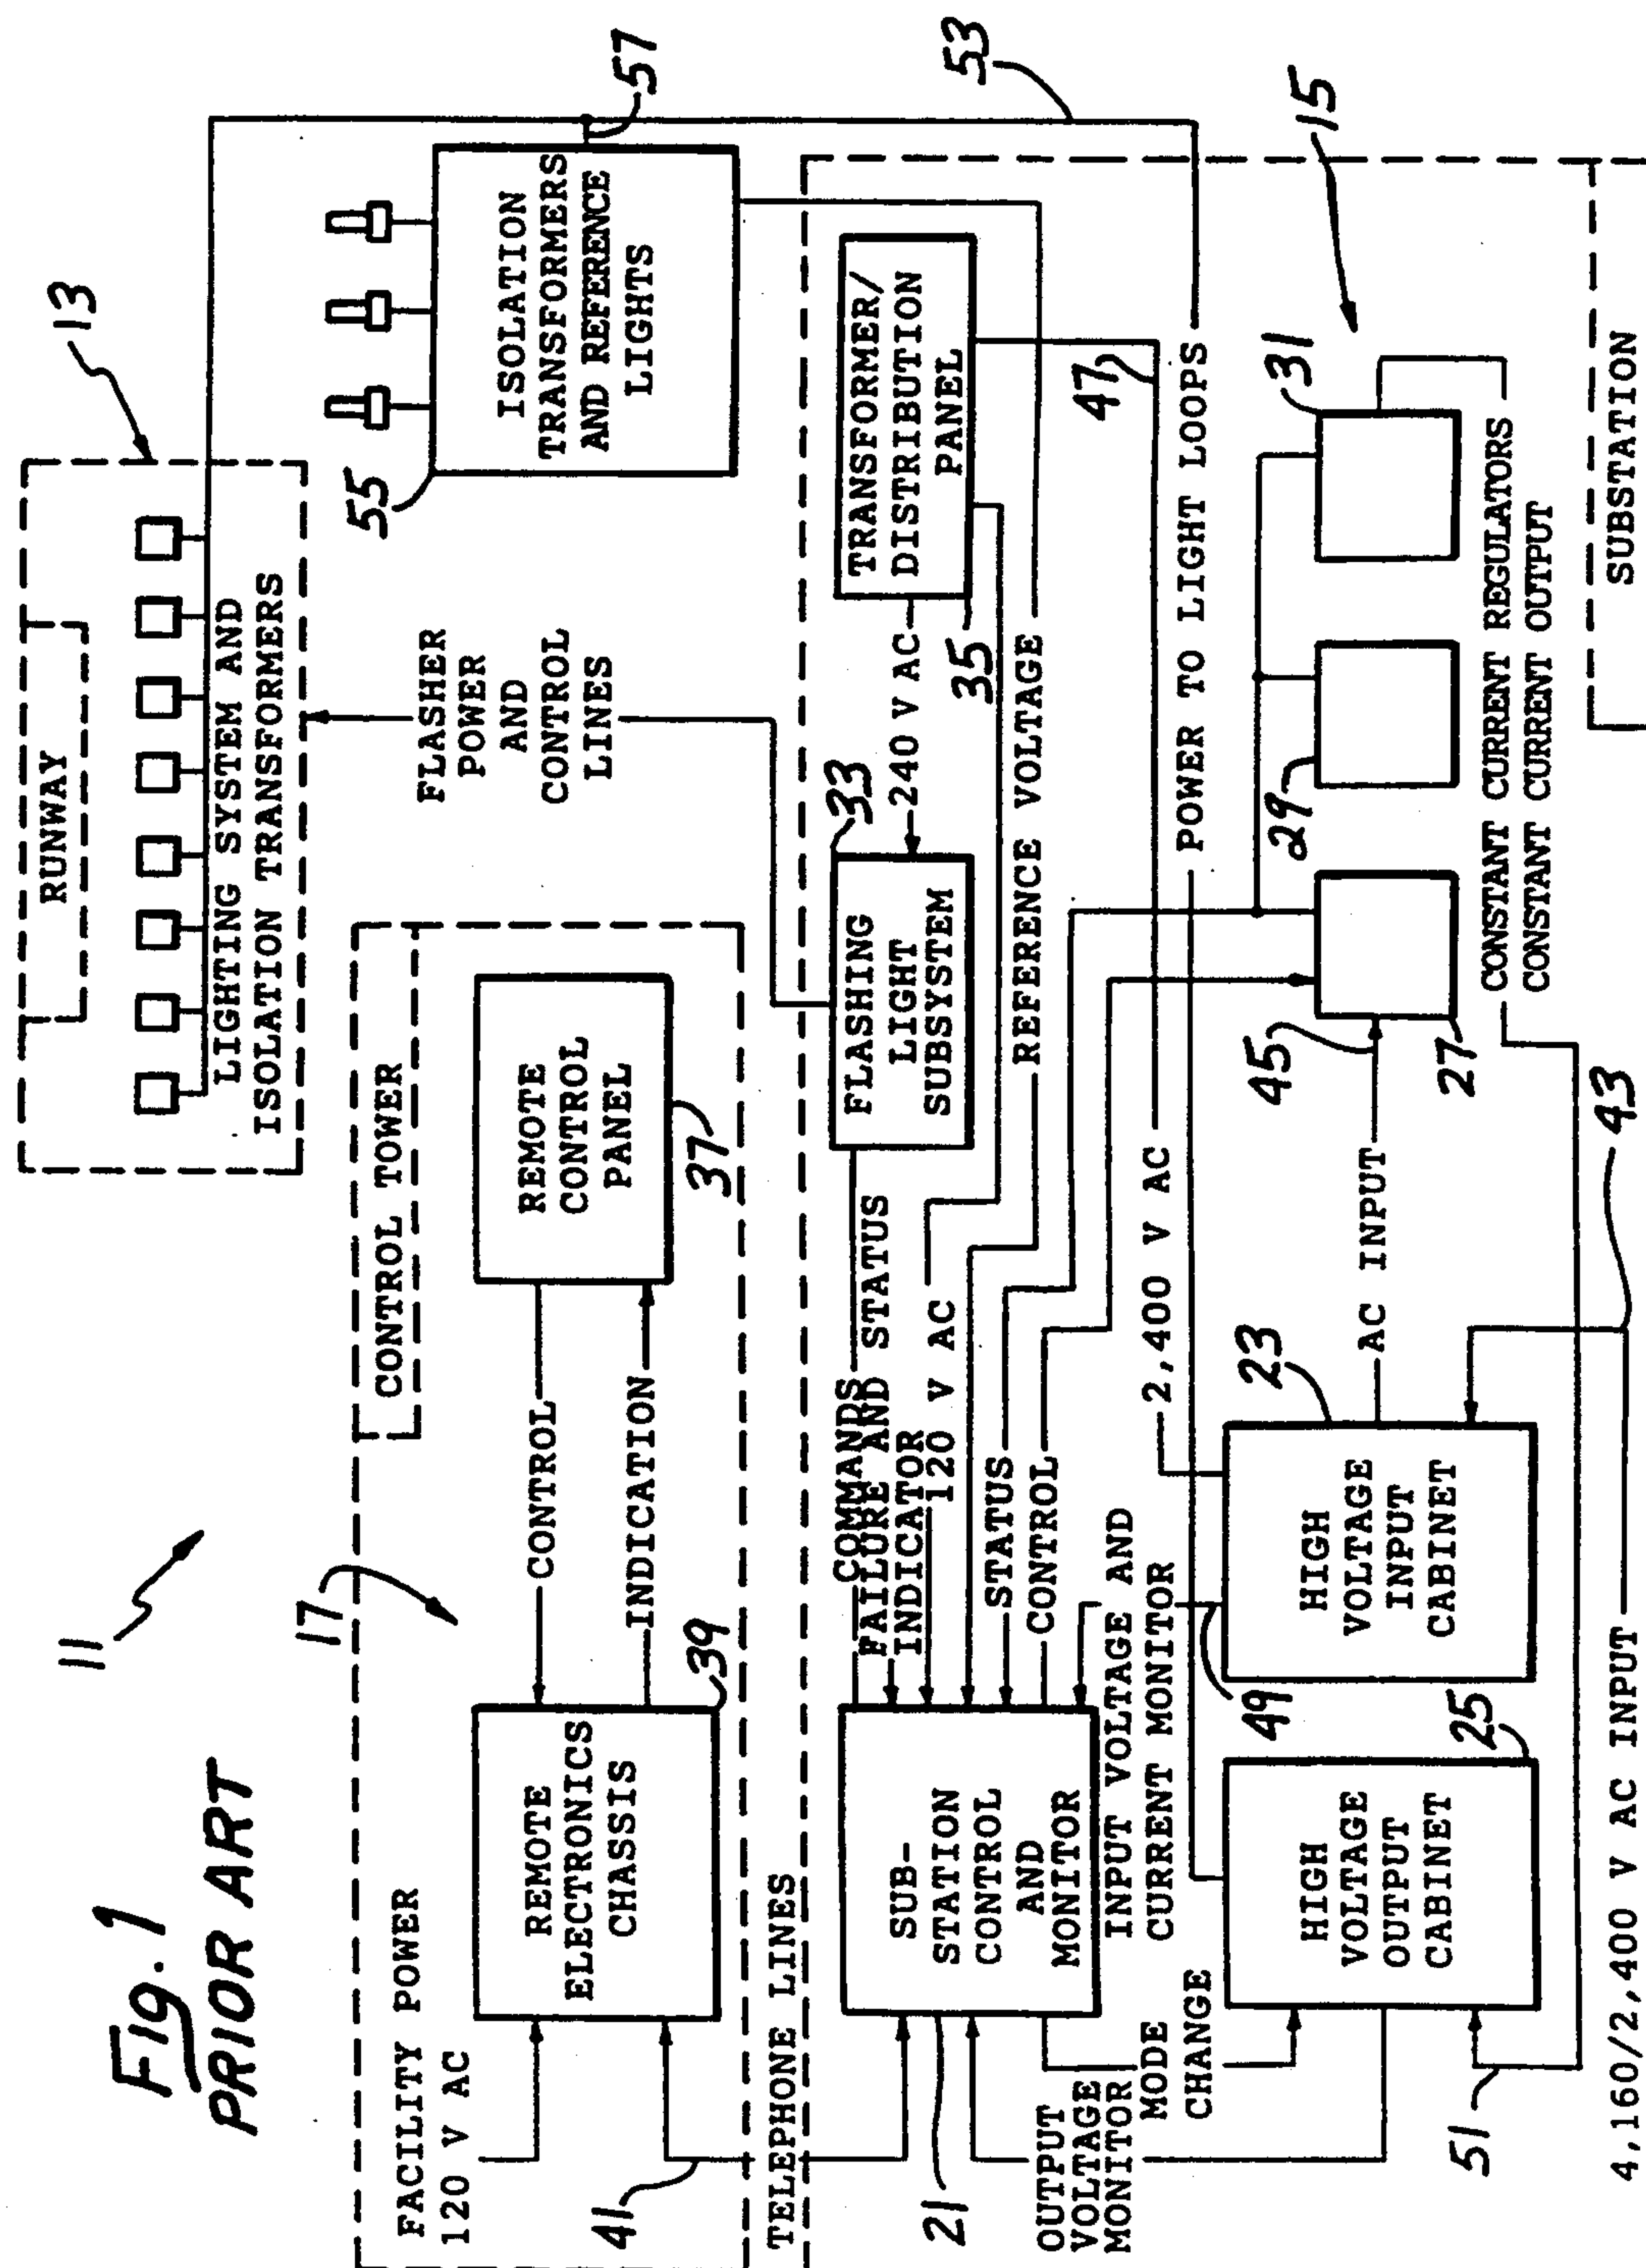 Fig. 1
PRIOR ART
11
FACILITY POWER
120 V AC
17
CONTROL TOWER
REMOTE
ELECTRONICS
CHASSIS
39
CONTROL
INDICATION
REMOTE
CONTROL
PANEL
37
41
TELEPHONE LINES
RUNWAY
13
LIGHTING SYSTEM AND
ISOLATION TRANSFORMERS
FLASHER
POWER
AND
CONTROL
LINES
55
ISOLATION
TRANSFORMERS
AND REFERENCE
LIGHTS
57
53
SUB-
STATION
CONTROL
AND
MONITOR
21
COMMANDS
FAILURE AND STATUS
INDICATOR
120 V AC
STATUS
CONTROL
FLASHING
LIGHT
SUBSYSTEM
33
240 V AC
TRANSFORMER/
DISTRIBUTION
PANEL
35
REFERENCE VOLTAGE
47
2,400 V AC
POWER TO LIGHT LOOPS
INPUT VOLTAGE AND
CURRENT MONITOR
49
OUTPUT
VOLTAGE
MONITOR
MODE
CHANGE
HIGH
VOLTAGE
OUTPUT
CABINET
25
HIGH
VOLTAGE
INPUT
CABINET
23
AC INPUT
45
27
29
31
15
CONSTANT CURRENT REGULATORS
CONSTANT CURRENT OUTPUT
51
43
4,160/2,400 V AC INPUT
SUBSTATION